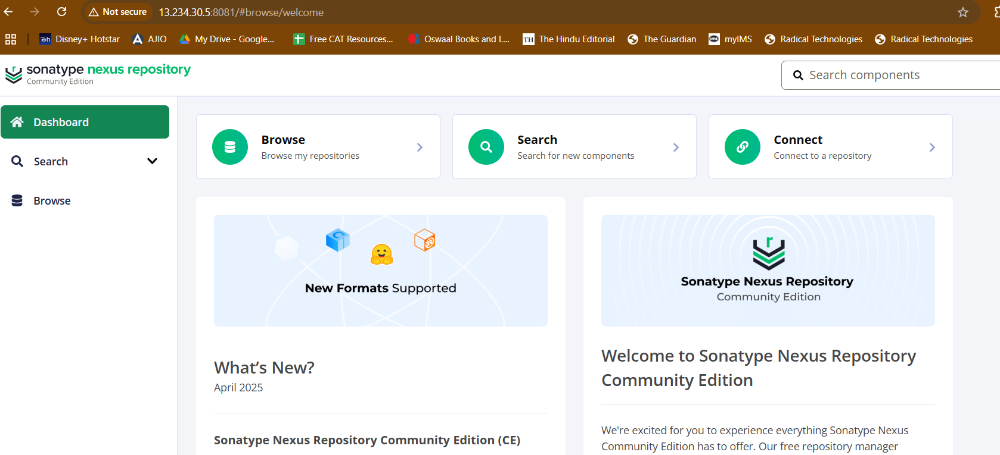 Not secure 13.234.30.5:8081/#browse/welcome
Disney+ Hotstar AJIO My Drive - Google... Free CAT Resources... Oswaal Books and L... TH The Hindu Editorial The Guardian ims myIMS Radical Technologies Radical Technologies
sonatype nexus repository
Community Edition
Search components
Dashboard
Search
Browse
Browse
Browse my repositories
Search
Search for new components
Connect
Connect to a repository
New Formats Supported
What's New?
April 2025
Sonatype Nexus Repository Community Edition (CE)
r
Sonatype Nexus Repository
Community Edition
Welcome to Sonatype Nexus Repository
Community Edition
We're excited for you to experience everything Sonatype Nexus
Community Edition has to offer. Our free repository manager